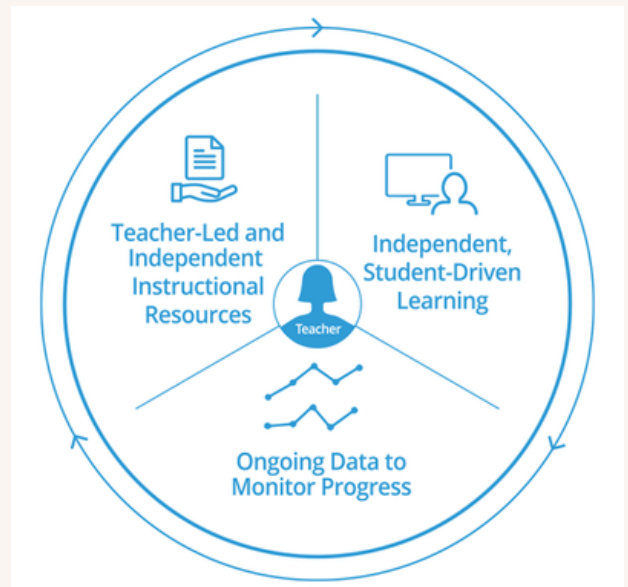 Teacher-Led and
Independent
Instructional
Resources
Independent,
Student-Driven
Learning
Teacher
Ongoing Data to
Monitor Progress